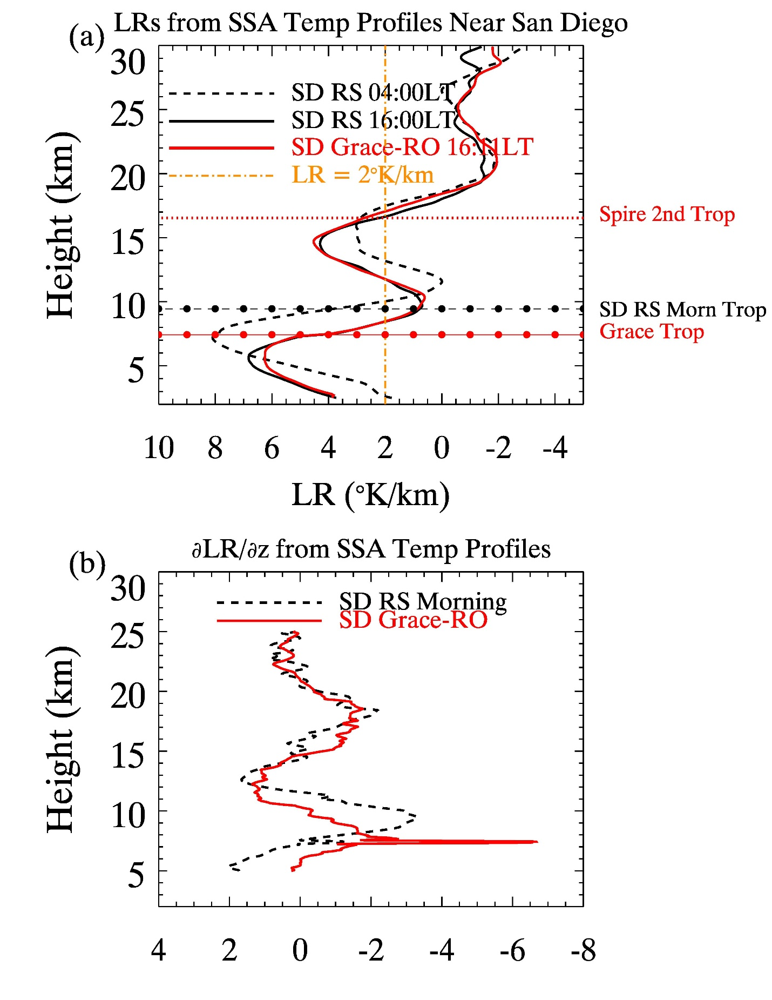 (a) LRs from SSA Temp Profiles Near San Diego
30
25
20
15
10
5
Height (km)
SD RS 04:00LT
SD RS 16:00LT
SD Grace-RO 16:11LT
LR = 2°K/km
Spire 2nd Trop
SD RS Morn Trop
Grace Trop
10 8 6 4 2 0 -2 -4
LR (°K/km)
(b) ∂LR/∂z from SSA Temp Profiles
30
25
20
15
10
5
Height (km)
SD RS Morning
SD Grace-RO
4 2 0 -2 -4 -6 -8